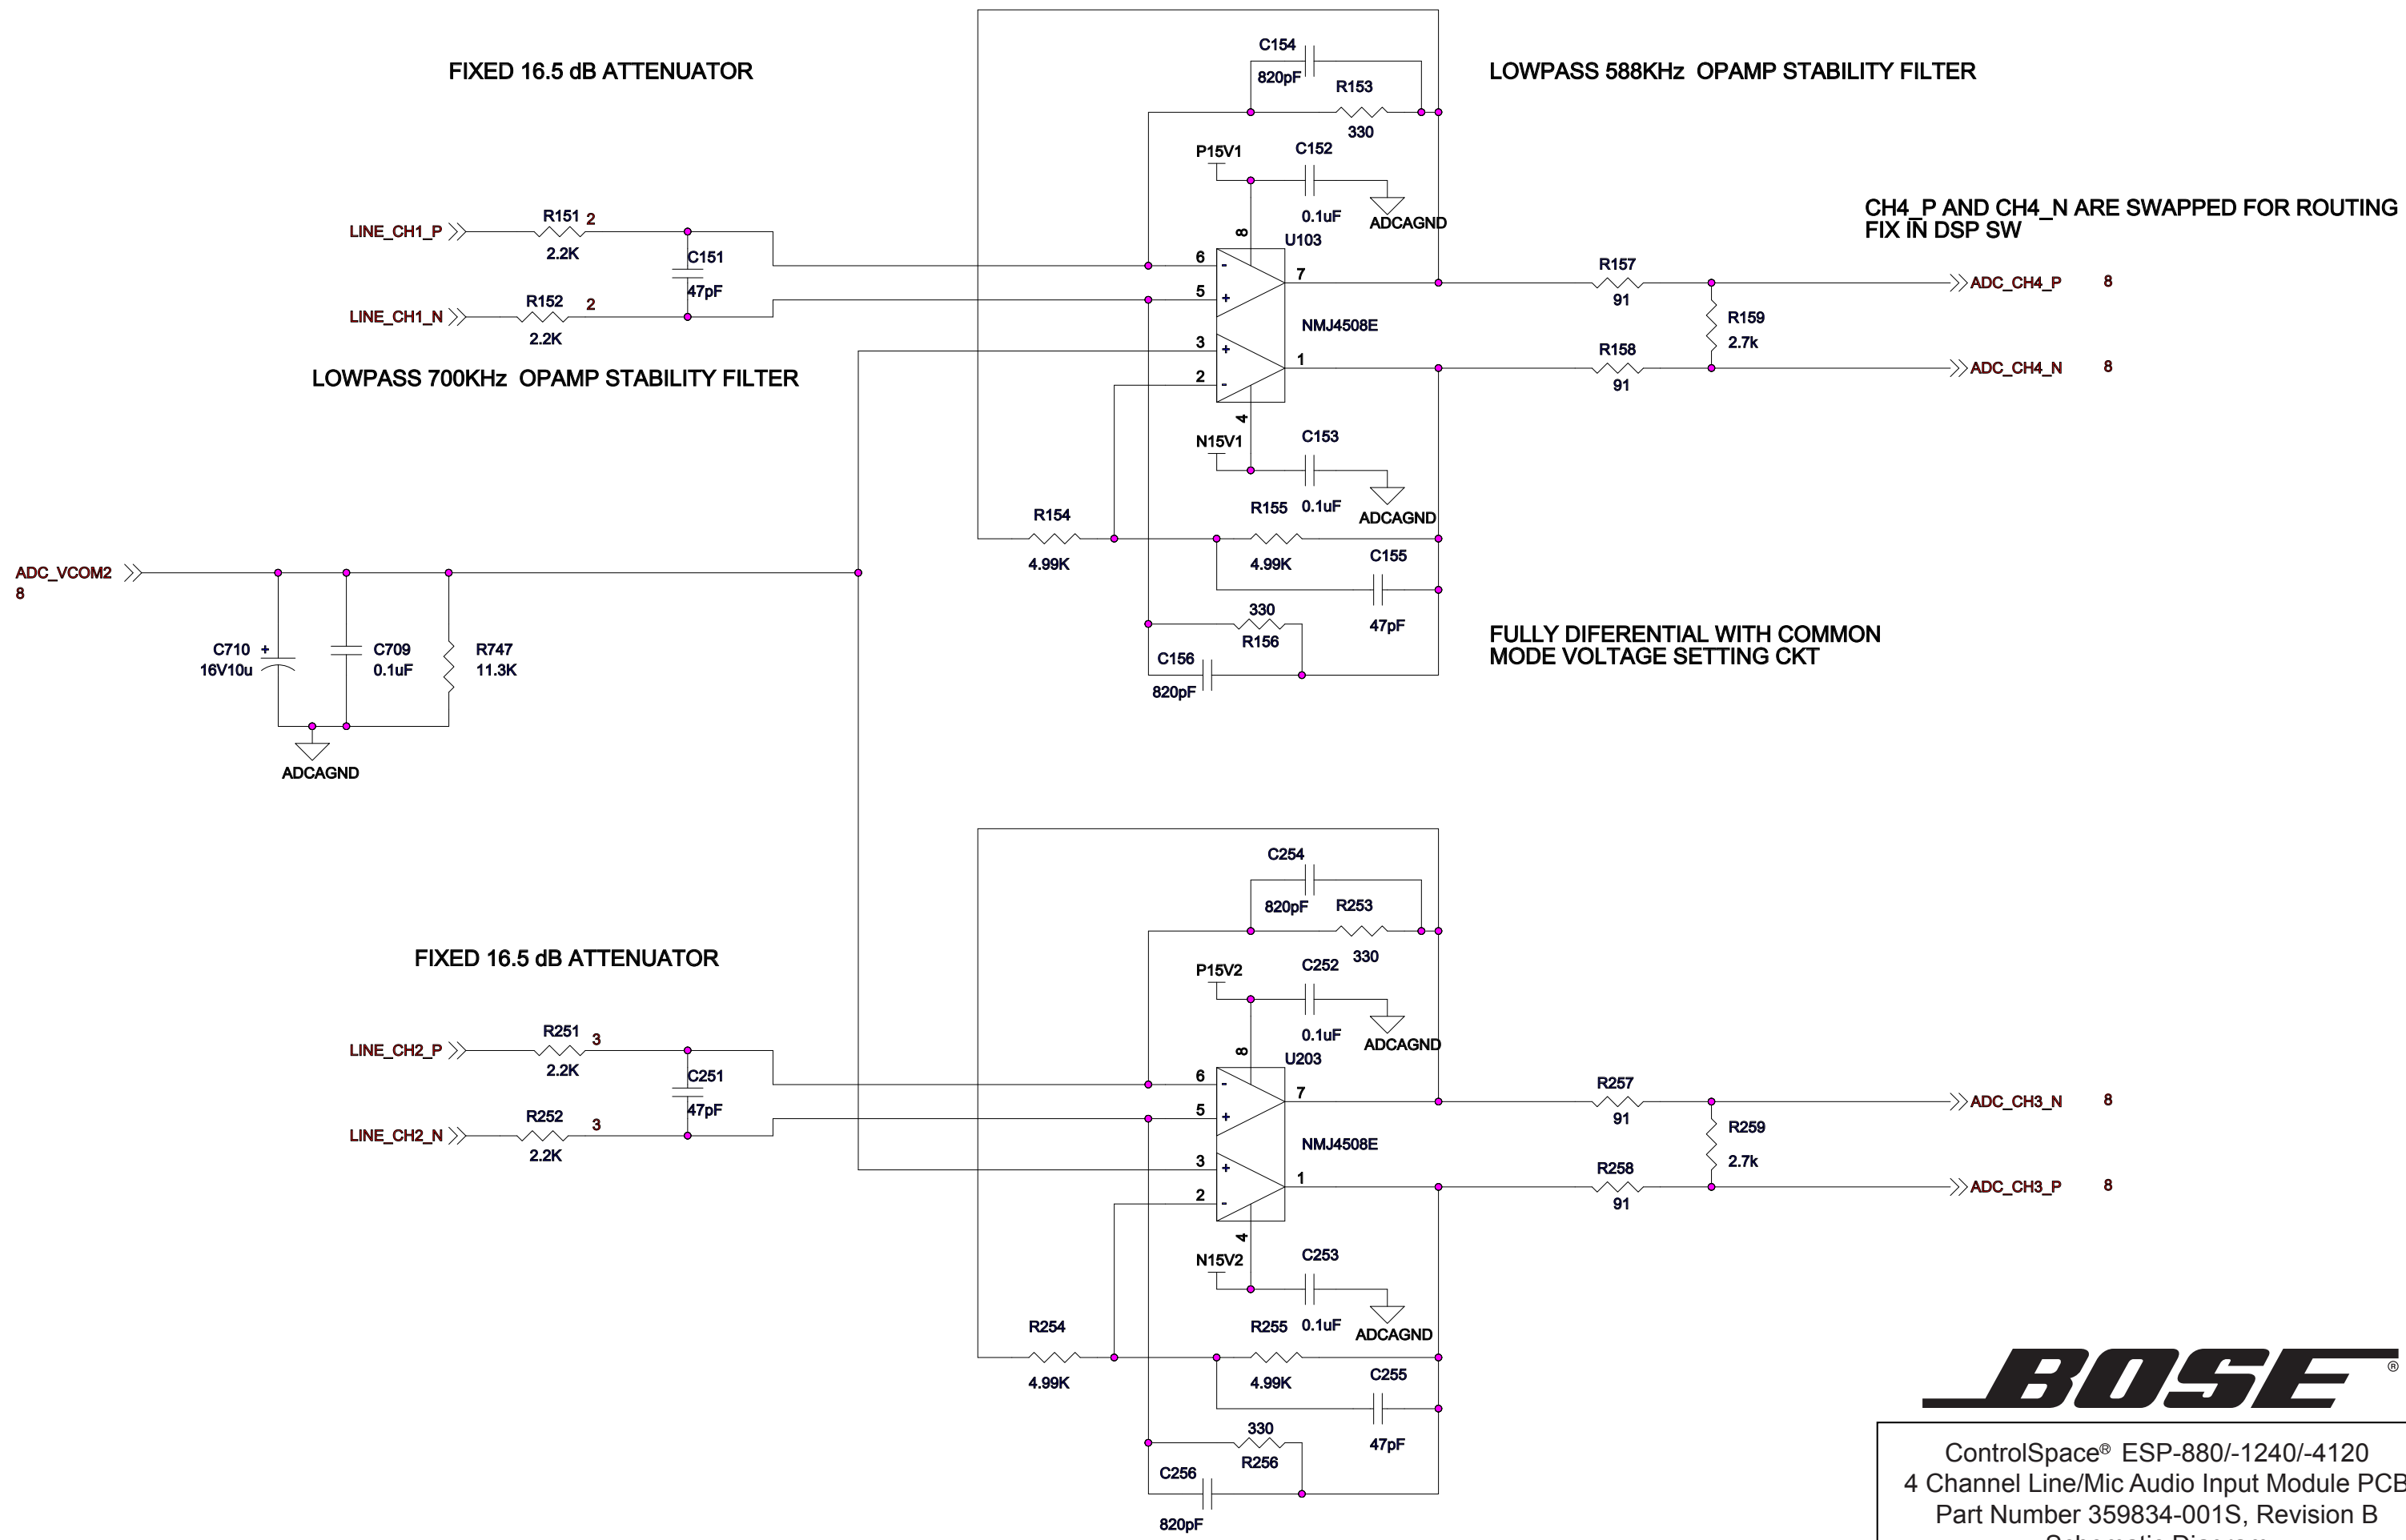 FIXED 16.5 dB ATTENUATOR
LOWPASS 588KHz OPAMP STABILITY FILTER
C154
820pF
R153
330
P15V1
C152
0.1uF
ADCAGND
CH4_P AND CH4_N ARE SWAPPED FOR ROUTING
FIX IN DSP SW
LINE_CH1_P
R151
2
2.2K
C151
47pF
LINE_CH1_N
R152
2
2.2K
8
U103
6
-
5
+
7
NMJ4508E
3
+
2
-
1
4
R157
91
ADC_CH4_P
8
R159
2.7k
R158
91
ADC_CH4_N
8
LOWPASS 700KHz OPAMP STABILITY FILTER
N15V1
C153
0.1uF
ADCAGND
R154
4.99K
R155
4.99K
C155
47pF
330
R156
C156
820pF
FULLY DIFERENTIAL WITH COMMON
MODE VOLTAGE SETTING CKT
ADC_VCOM2
8
C710
+
16V10u
C709
0.1uF
R747
11.3K
ADCAGND
C254
820pF
R253
330
FIXED 16.5 dB ATTENUATOR
P15V2
C252
0.1uF
ADCAGND
LINE_CH2_P
R251
3
2.2K
C251
47pF
LINE_CH2_N
R252
3
2.2K
8
U203
6
-
5
+
7
NMJ4508E
3
+
2
-
1
4
R257
91
ADC_CH3_N
8
R259
2.7k
R258
91
ADC_CH3_P
8
N15V2
C253
0.1uF
ADCAGND
R254
4.99K
R255
4.99K
C255
47pF
330
R256
C256
820pF
BOSE®
ControlSpace® ESP-880/-1240/-4120
4 Channel Line/Mic Audio Input Module PCB
Part Number 359834-001S, Revision B
Schematic Diagram